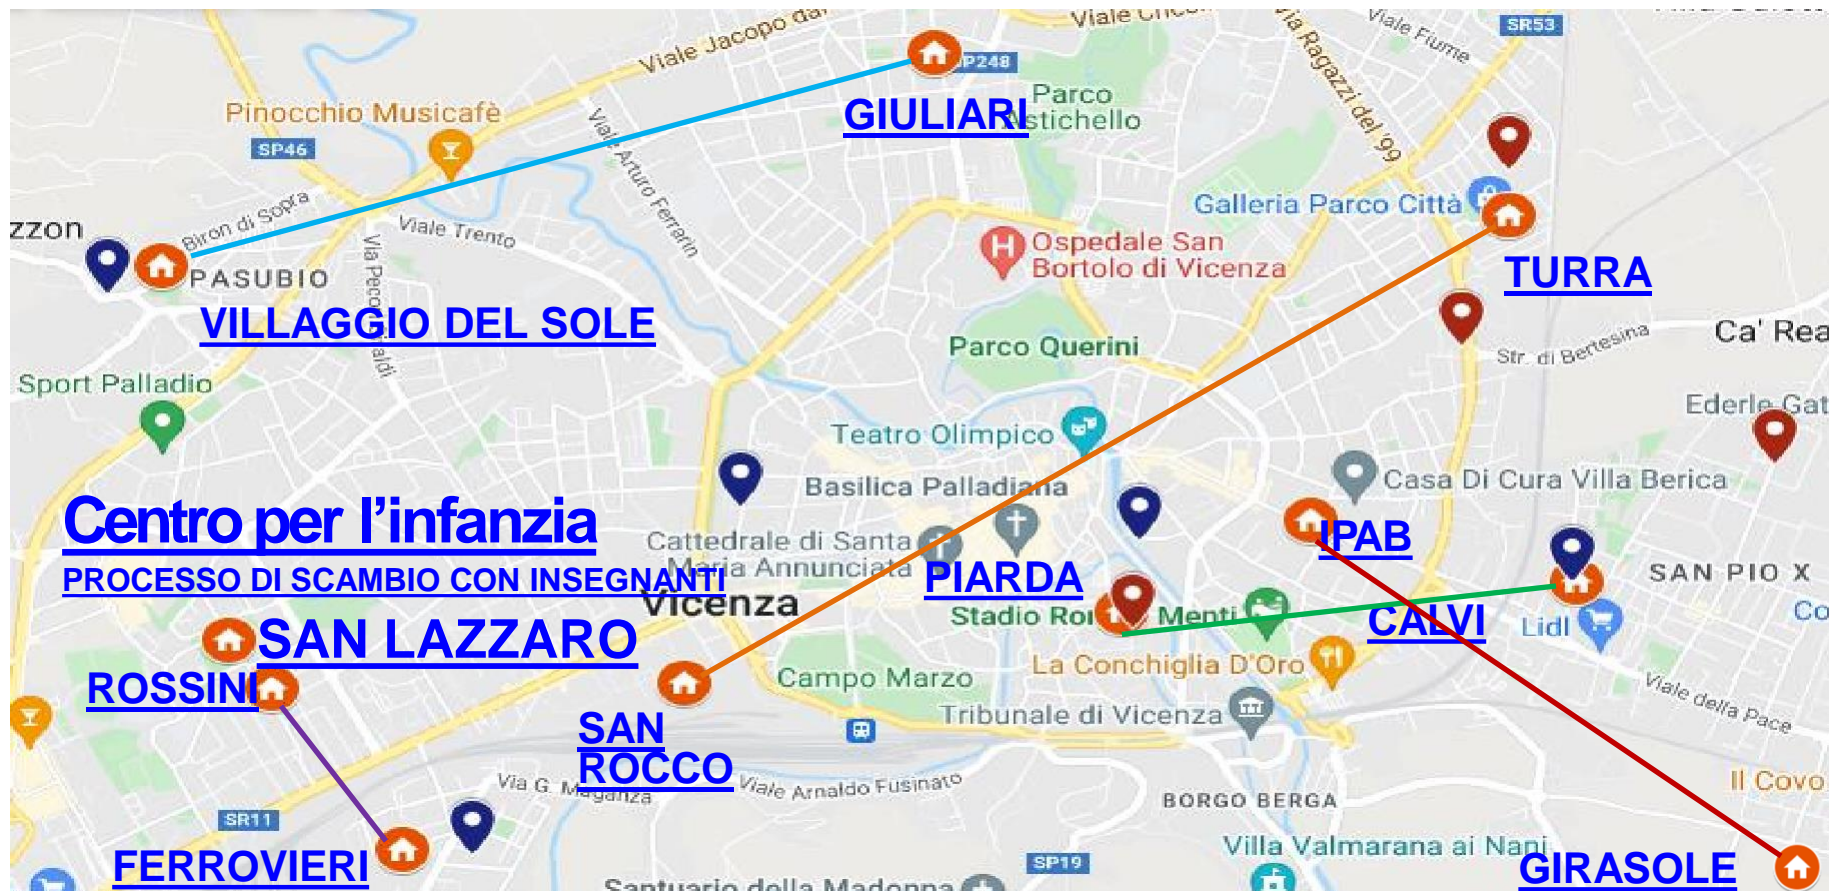 Viale Jacopo dal
Viale Cricoli
Viale Fiume
SR53
P248
Via Ragazzi del '99
Pinocchio Musicafè
GIULIARI
Parco
Astichello
SP46
Viale Arturo Ferrarin
Galleria Parco Città
zzon
Biron di Sopra
Viale Trento
H
Ospedale San
Bortolo di Vicenza
PASUBIO
TURRA
VILLAGGIO DEL SOLE
Parco Querini
Str. di Bertesina
Ca' Rea
Sport Palladio
Ederle Gat
Teatro Olimpico
Basilica Palladiana
Casa Di Cura Villa Berica
Centro per l'infanzia
Cattedrale di Santa
Maria Annunciata
IPAB
PROCESSO DI SCAMBIO CON INSEGNANTI
PIARDA
SAN PIO X
Vicenza
Stadio Ro
Menti
CALVI
Lidl
Co
SAN LAZZARO
La Conchiglia D'Oro
ROSSINI
Campo Marzo
Viale della Pace
Tribunale di Vicenza
SAN
ROCCO
Via G. Maganza
Viale Arnaldo Fusinato
Il Covo
BORGO BERGA
SR11
Villa Valmarana ai Nani
FERROVIERI
SP19
GIRASOLE
Santuario della Madonna